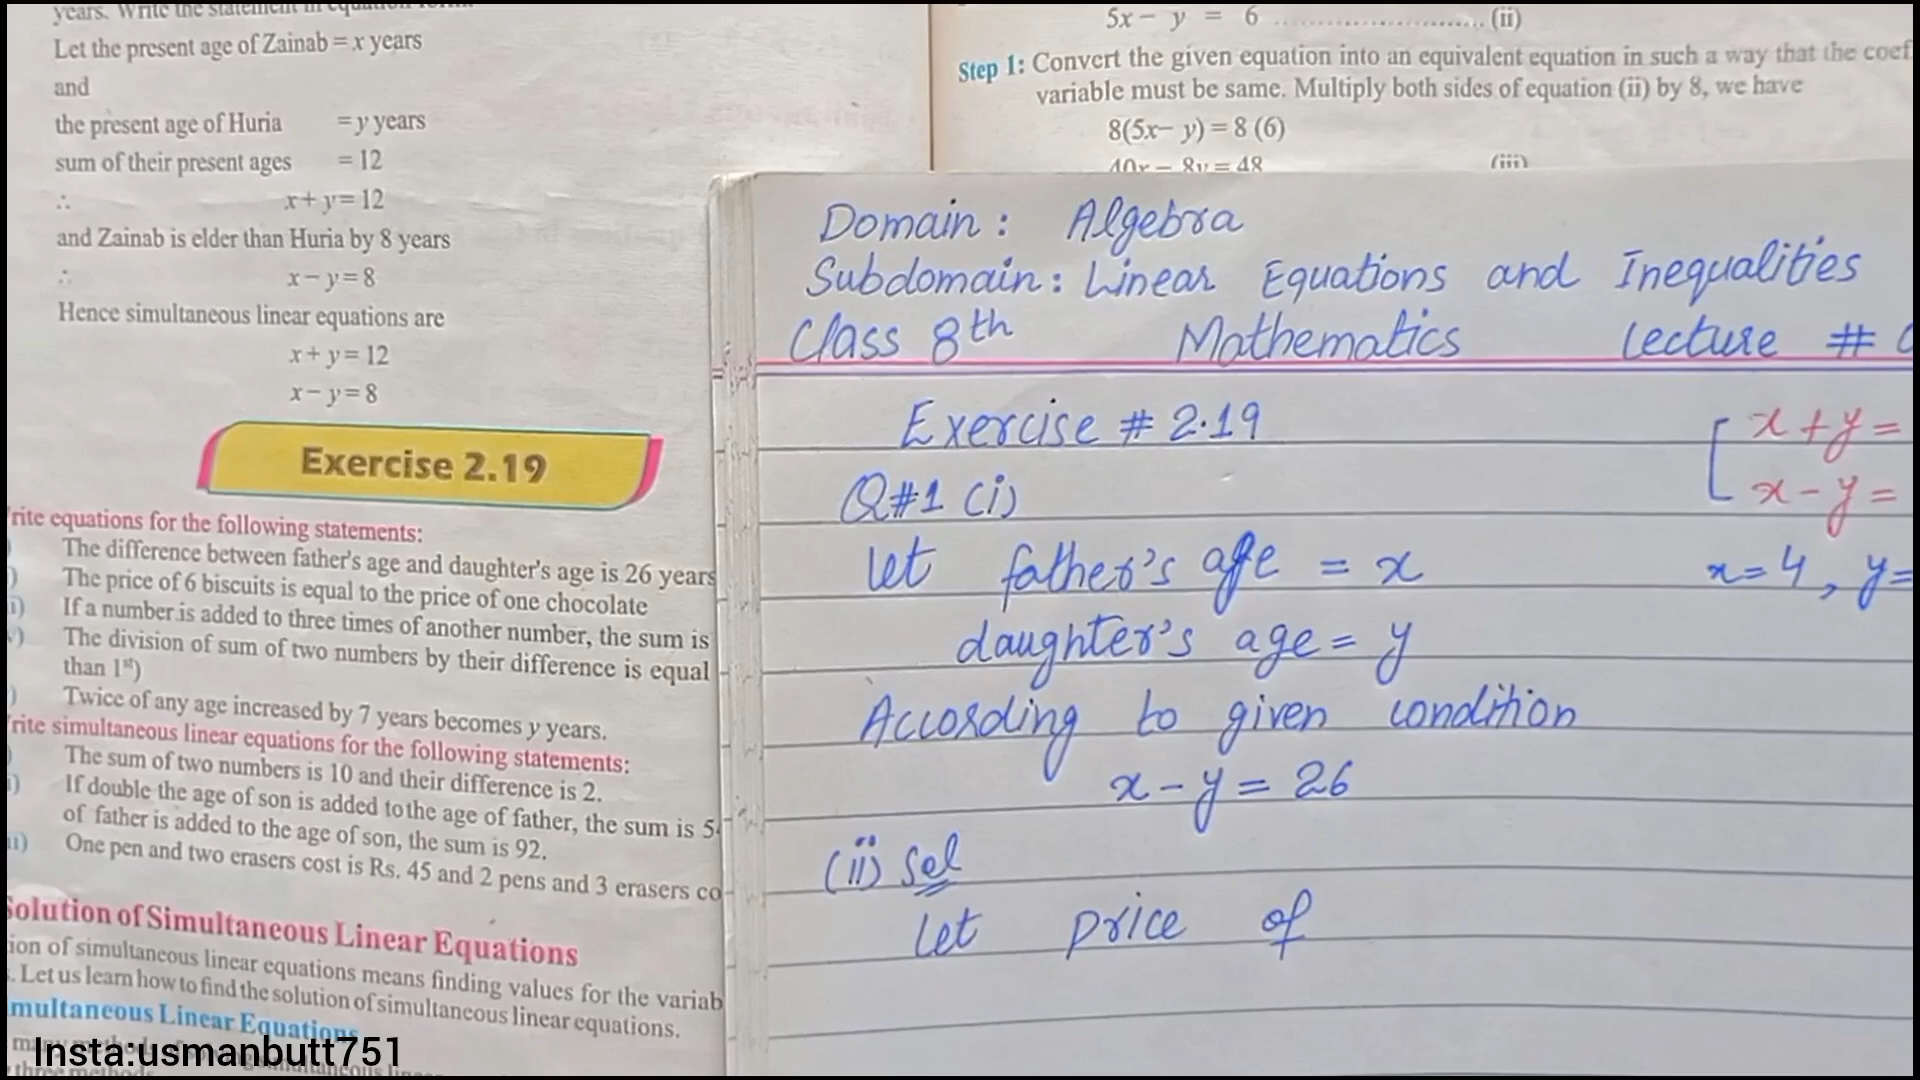 years. Write the statement in equation form.
Let the present age of Zainab = x years
and
the present age of Huria = y years
sum of their present ages = 12
∴ x + y = 12
and Zainab is elder than Huria by 8 years
∴ x − y = 8
Hence simultaneous linear equations are
x + y = 12
x − y = 8
Exercise 2.19
rite equations for the following statements:
) The difference between father's age and daughter's age is 26 years
) The price of 6 biscuits is equal to the price of one chocolate
i) If a number is added to three times of another number, the sum is
v) The division of sum of two numbers by their difference is equal
than 1st)
) Twice of any age increased by 7 years becomes y years.
rite simultaneous linear equations for the following statements:
) The sum of two numbers is 10 and their difference is 2.
i) If double the age of son is added to the age of father, the sum is 5
of father is added to the age of son, the sum is 92.
ii) One pen and two erasers cost is Rs. 45 and 2 pens and 3 erasers co
Solution of Simultaneous Linear Equations
ion of simultaneous linear equations means finding values for the variab
. Let us learn how to find the solution of simultaneous linear equations.
multaneous Linear Equations
three methods
Insta:usmanbutt751
5x − y = 6 ........................ (ii)
Step 1: Convert the given equation into an equivalent equation in such a way that the coef
variable must be same. Multiply both sides of equation (ii) by 8, we have
8(5x − y) = 8 (6)
40x − 8y = 48 (iii)
Domain: Algebra
Subdomain: Linear Equations and Inequalities
Class 8th Mathematics Lecture #
Exercise # 2.19
Q#1 (i)
let father's age = x
daughter's age = y
According to given condition
x − y = 26
(ii) Sol
Let price of
x + y =
x − y =
x = 4, y =